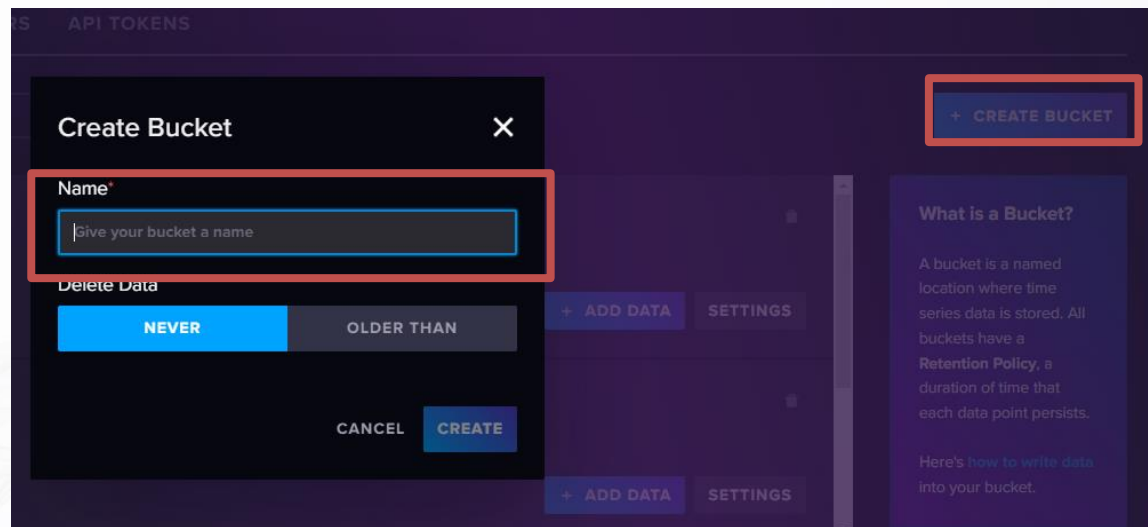 RS API TOKENS
+ CREATE BUCKET
Create Bucket
Name*
Give your bucket a name
Delete Data
NEVER OLDER THAN
CANCEL CREATE
+ ADD DATA SETTINGS
+ ADD DATA SETTINGS
What is a Bucket?
A bucket is a named
location where time
series data is stored. All
buckets have a
Retention Policy, a
duration of time that
each data point persists.
Here's how to write data
into your bucket.